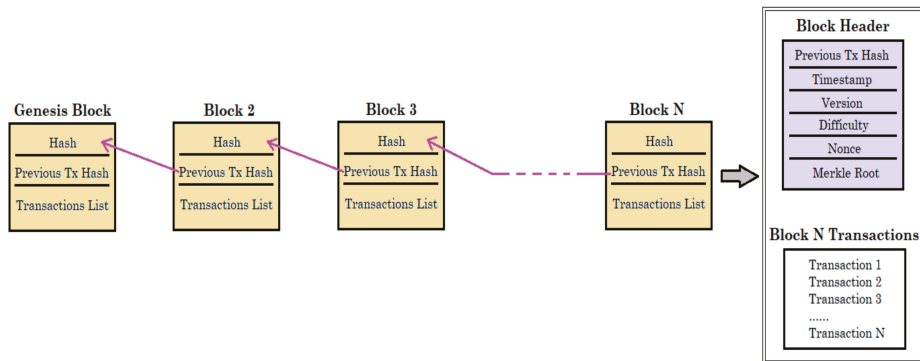 Genesis Block
Hash
Previous Tx Hash
Transactions List
Block 2
Hash
Previous Tx Hash
Transactions List
Block 3
Hash
Previous Tx Hash
Transactions List
Block N
Hash
Previous Tx Hash
Transactions List
Block Header
Previous Tx Hash
Timestamp
Version
Difficulty
Nonce
Merkle Root
Block N Transactions
Transaction 1
Transaction 2
Transaction 3
......
Transaction N